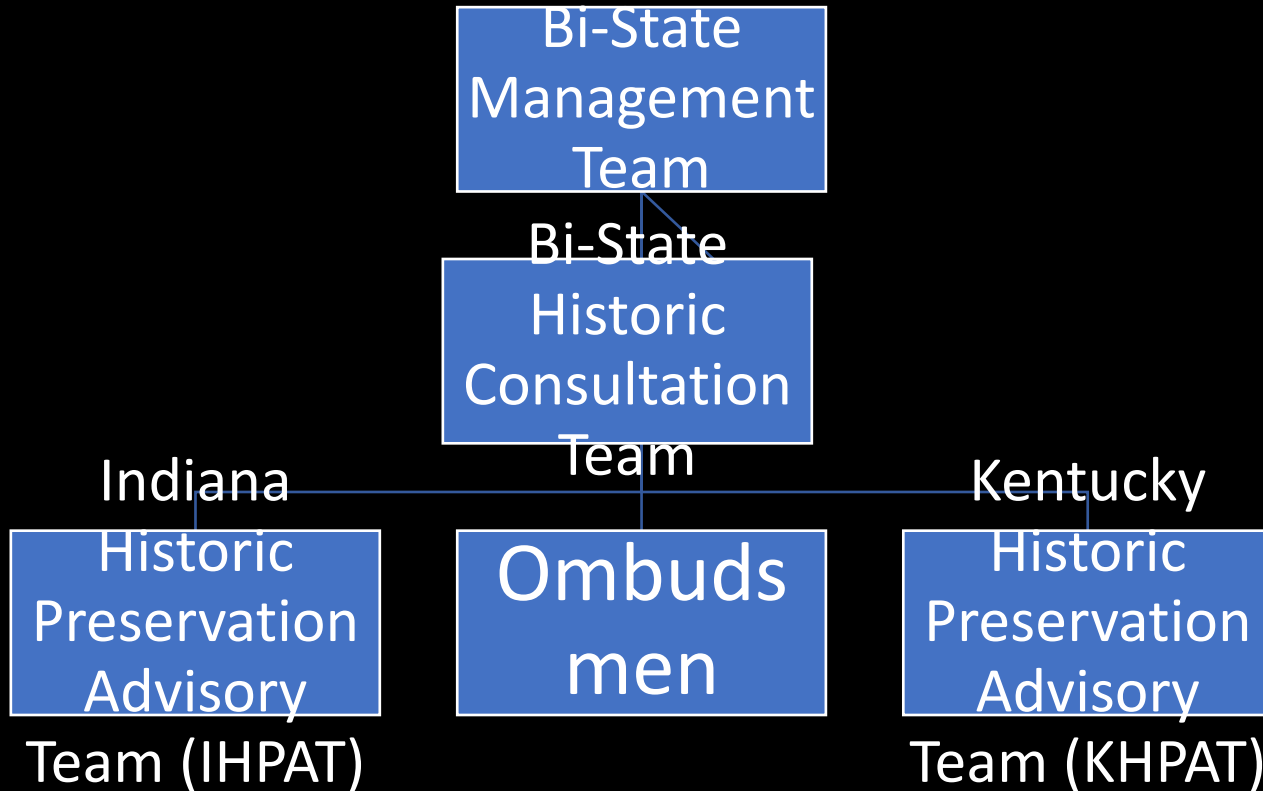 Bi-State
Management
Team
Bi-State
Historic
Consultation
Team
Indiana
Historic
Preservation
Advisory
Team (IHPAT)
Ombuds
men
Kentucky
Historic
Preservation
Advisory
Team (KHPAT)